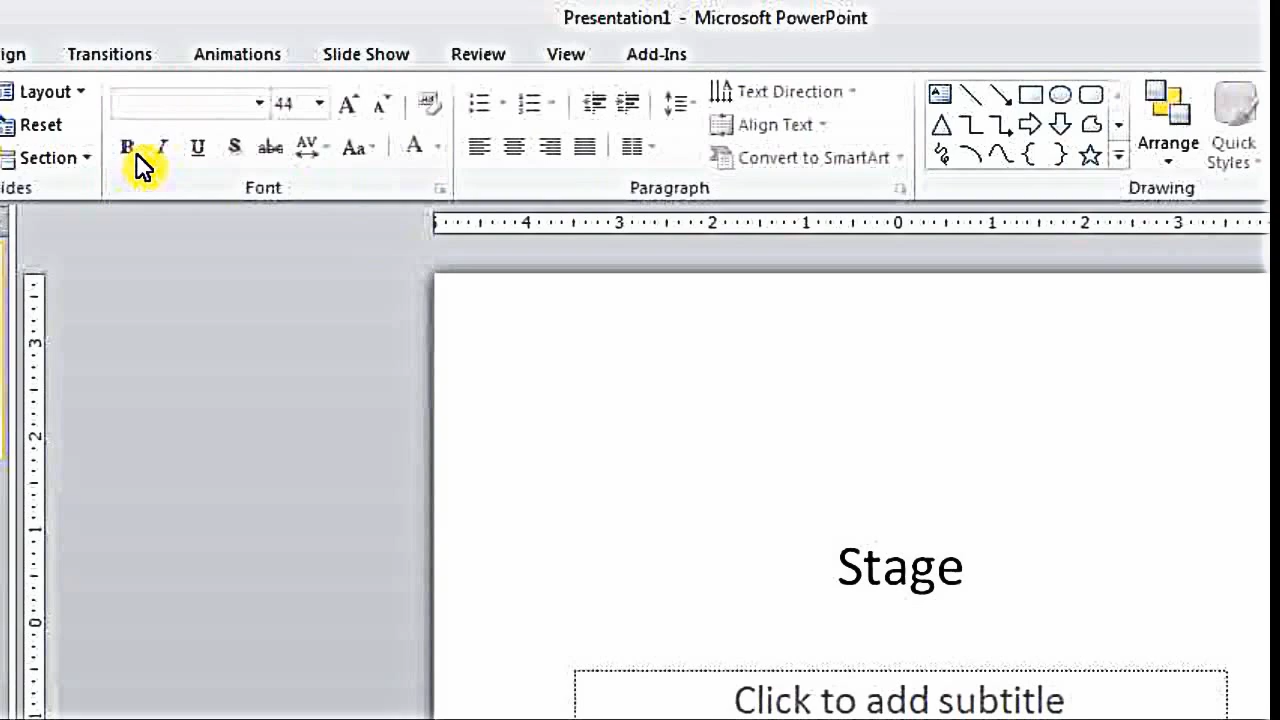 Presentation1 - Microsoft PowerPoint
ign Transitions Animations Slide Show Review View Add-Ins
Layout 44 Text Direction
Reset Align Text
B I U S abc AV Aa A
Section Convert to SmartArt Arrange Quick Styles
ides Font Paragraph Drawing
4 3 2 1 0 1 2 3
3
2
1
0
1
Stage
Click to add subtitle